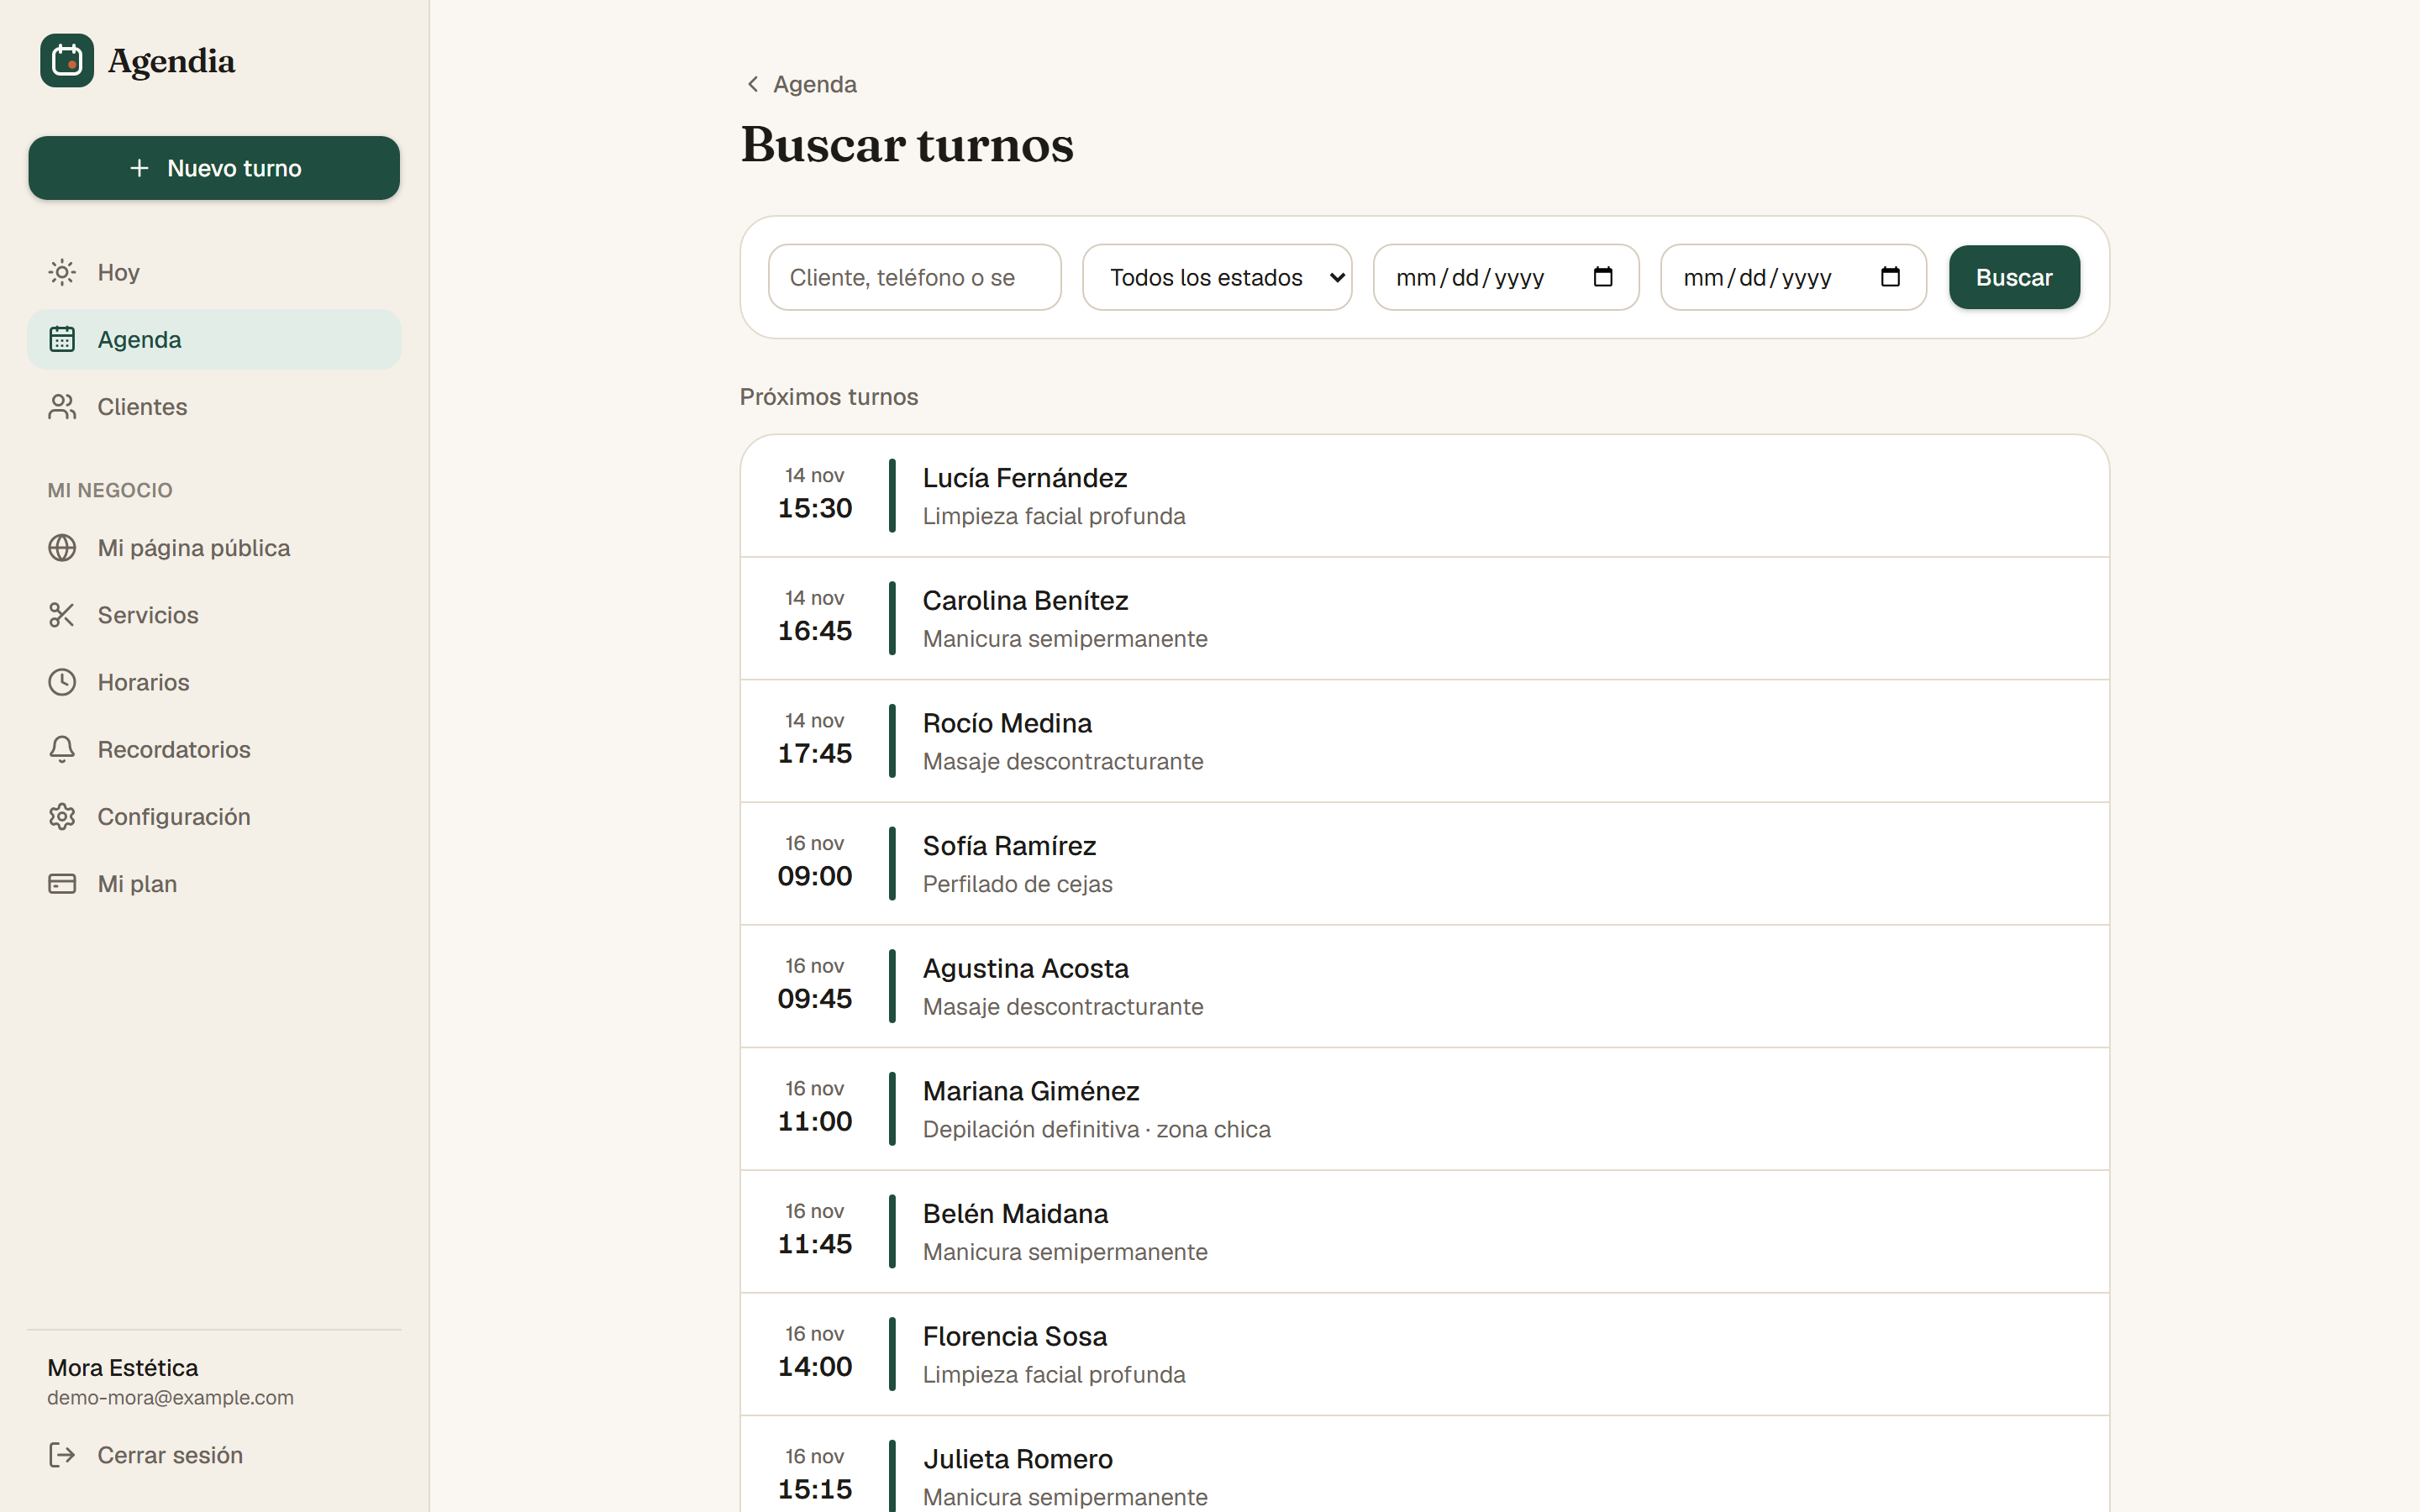 Agendia
Nuevo turno
Hoy
Agenda
Clientes
MI NEGOCIO
Mi página pública
Servicios
Horarios
Recordatorios
Configuración
Mi plan
Mora Estética
demo-mora@example.com
Cerrar sesión
Agenda
Buscar turnos
Cliente, teléfono o se
Todos los estados
mm/dd/yyyy
mm/dd/yyyy
Buscar
Próximos turnos
14 nov
15:30
Lucía Fernández
Limpieza facial profunda
14 nov
16:45
Carolina Benítez
Manicura semipermanente
14 nov
17:45
Rocío Medina
Masaje descontracturante
16 nov
09:00
Sofía Ramírez
Perfilado de cejas
16 nov
09:45
Agustina Acosta
Masaje descontracturante
16 nov
11:00
Mariana Giménez
Depilación definitiva · zona chica
16 nov
11:45
Belén Maidana
Manicura semipermanente
16 nov
14:00
Florencia Sosa
Limpieza facial profunda
16 nov
15:15
Julieta Romero
Manicura semipermanente